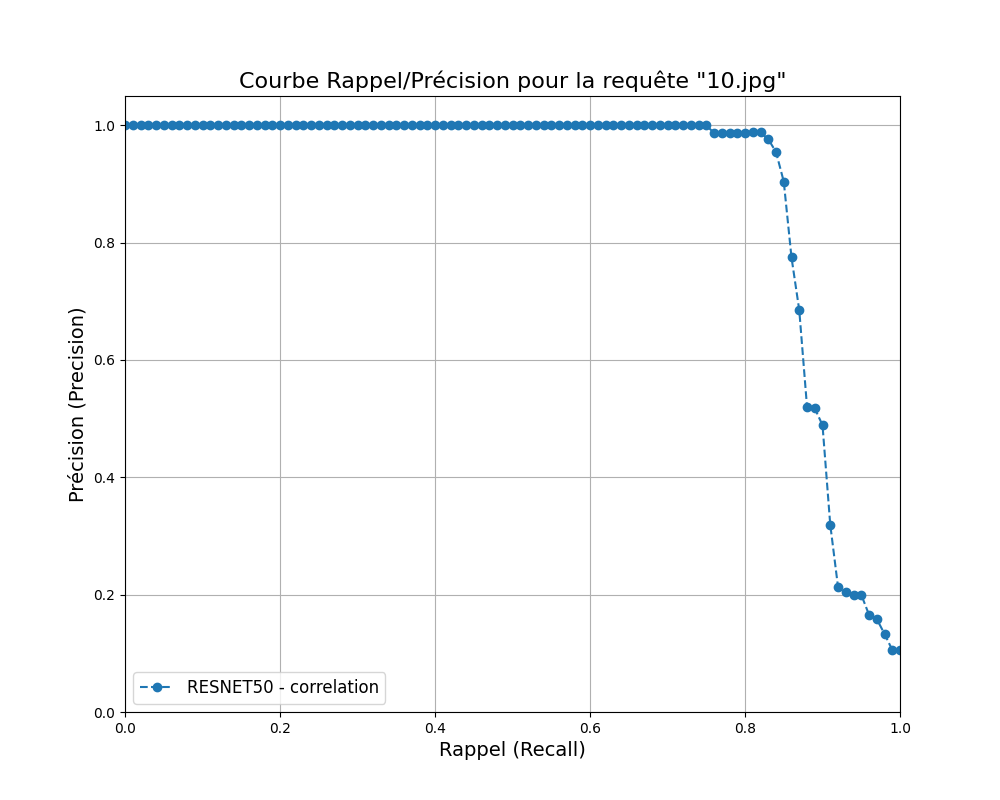 Courbe Rappel/Précision pour la requête "10.jpg"
Précision (Precision)
1.0
0.8
0.6
0.4
0.2
0.0
RESNET50 - correlation
0.0 0.2 0.4 0.6 0.8 1.0
Rappel (Recall)